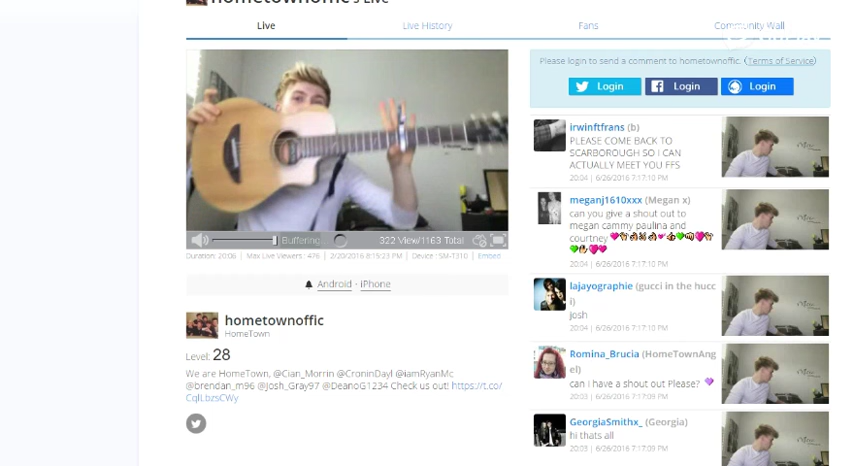 hometownoffic's Live
Live
Live History
Fans
Community Wall
Buffering...
322 View/1163 Total
Duration: 20:06 | Max Live Viewers : 476 | 2/20/2016 8:15:23 PM | Device : SM-T310 | Embed
Android - iPhone
hometownoffic
HomeTown
Level: 28
We are HomeTown, @Cian_Morrin @CroninDayl @iamRyanMc
@brendan_m96 @Josh_Gray97 @DeanoG1234 Check us out! https://t.co/
CqlLbzsCWy
Please login to send a comment to hometownoffic. (Terms of Service)
Login
Login
Login
irwinftfrans (b)
PLEASE COME BACK TO
SCARBOROUGH SO I CAN
ACTUALLY MEET YOU FFS
20:04 | 6/26/2016 7:17:10 PM
meganj1610xxx (Megan x)
can you give a shout out to
megan cammy paulina and
courtney
20:04 | 6/26/2016 7:17:10 PM
lajayographie (gucci in the hucc
i)
josh
20:04 | 6/26/2016 7:17:10 PM
Romina_Brucia (HomeTownAng
el)
can i have a shout out Please?
20:03 | 6/26/2016 7:17:09 PM
GeorgiaSmithx_ (Georgia)
hi thats all
20:03 | 6/26/2016 7:17:09 PM